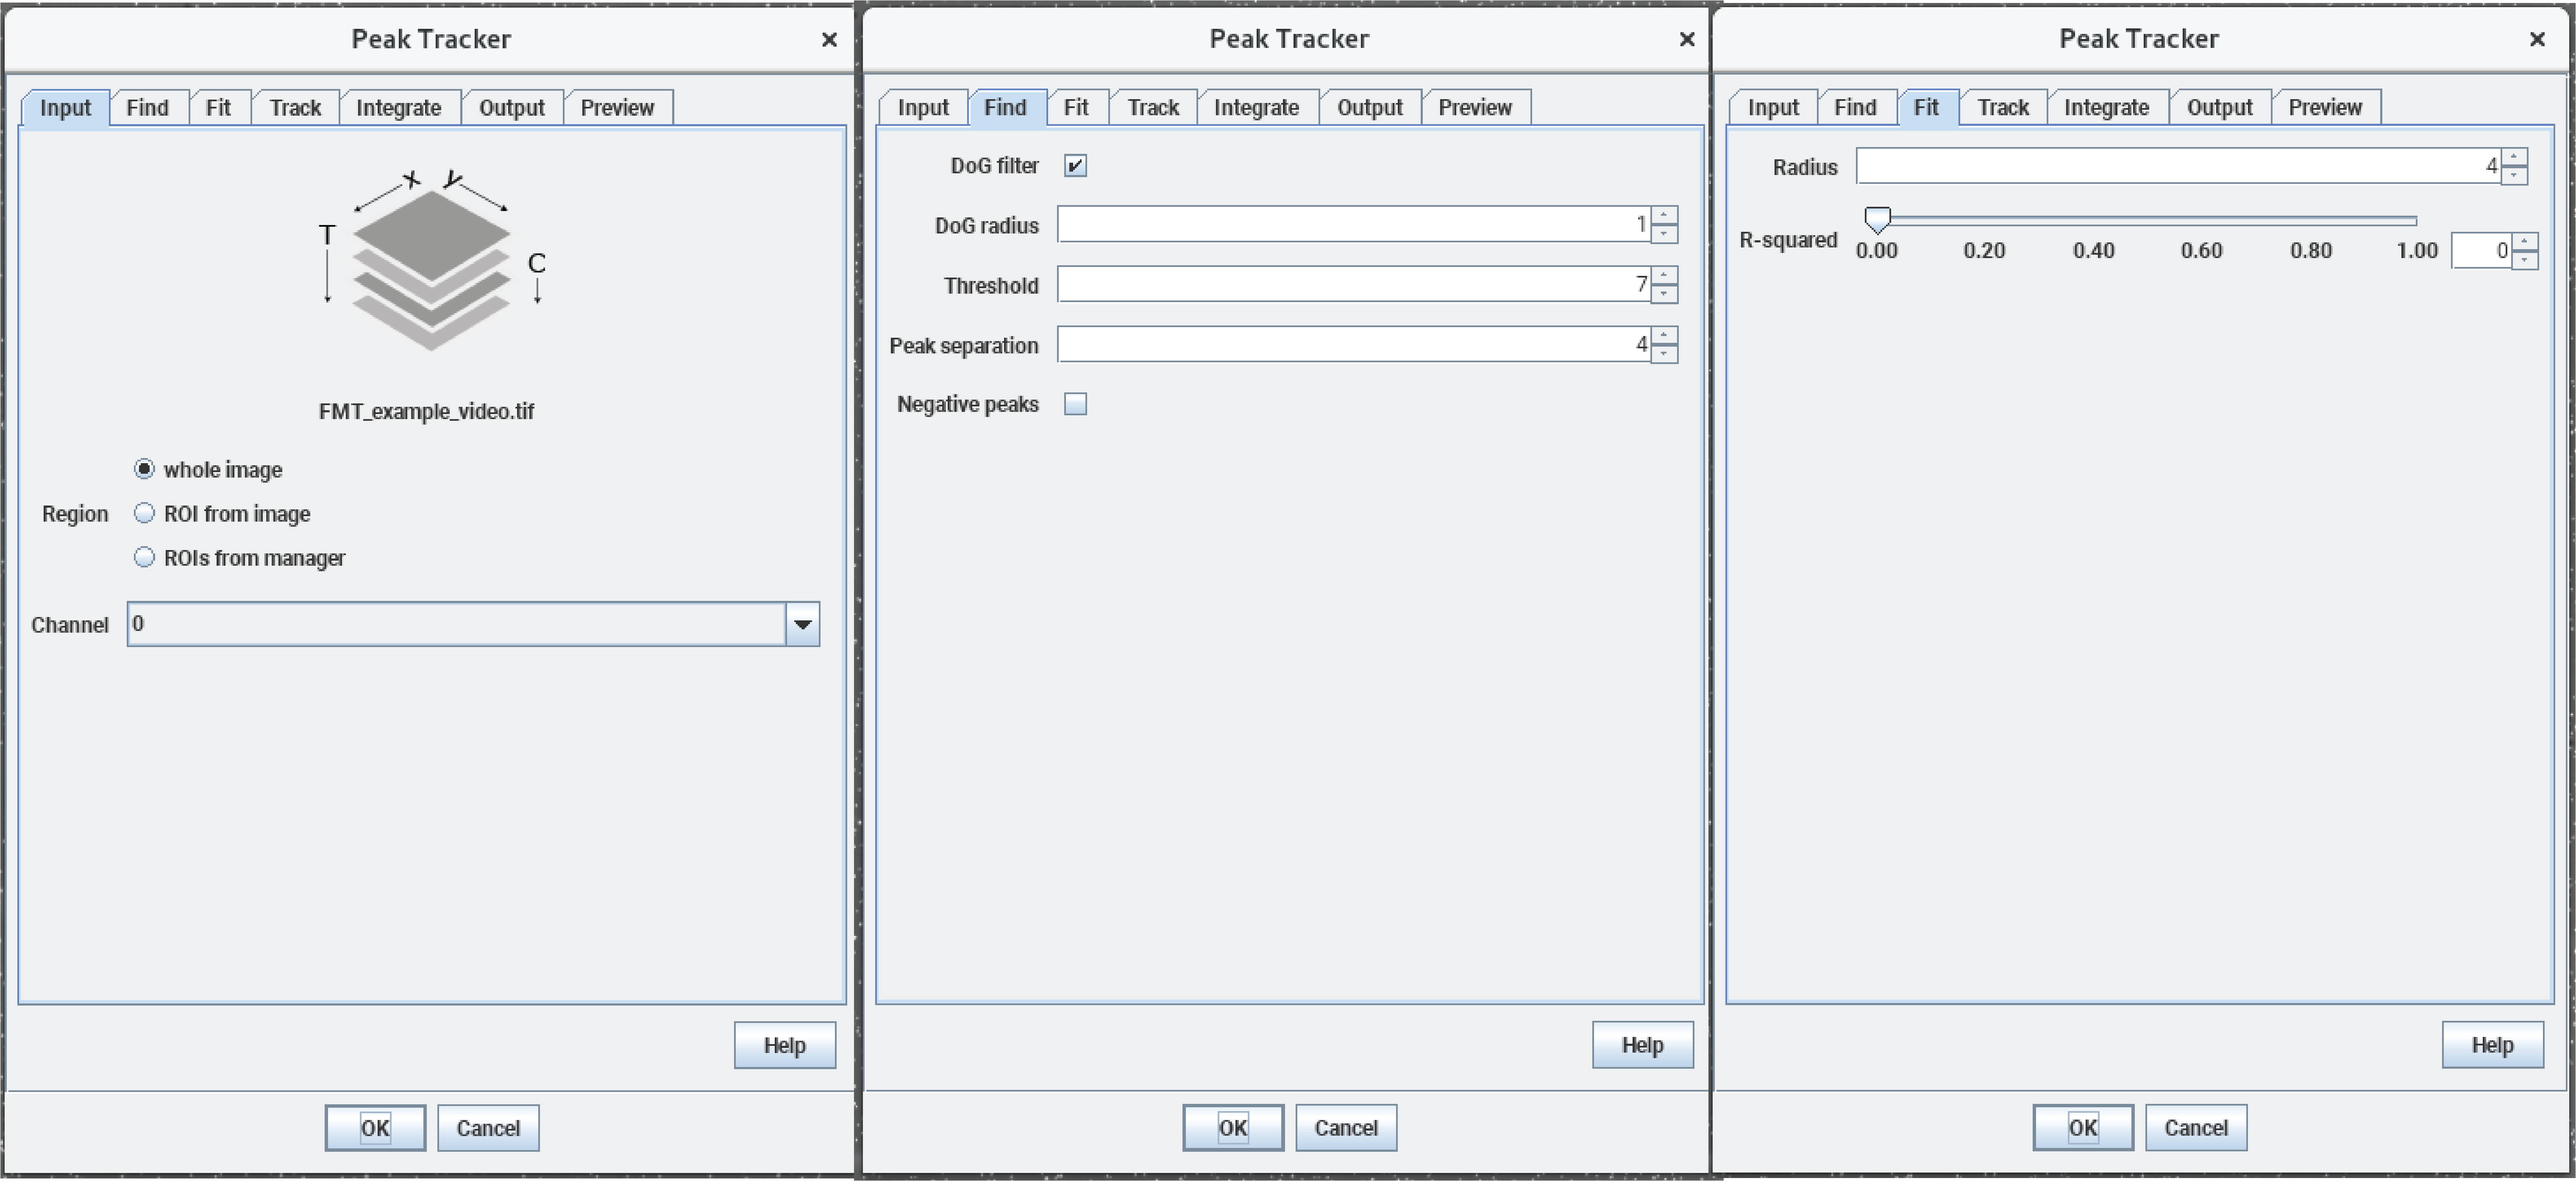 Peak Tracker ×
Input Find Fit Track Integrate Output Preview
x y
T
C
FMT_example_video.tif
Region
whole image
ROI from image
ROIs from manager
Channel 0
Help
OK Cancel
Peak Tracker ×
Input Find Fit Track Integrate Output Preview
DoG filter
DoG radius 1
Threshold 7
Peak separation 4
Negative peaks
Help
OK Cancel
Peak Tracker ×
Input Find Fit Track Integrate Output Preview
Radius 4
R-squared
0.00 0.20 0.40 0.60 0.80 1.00 0
Help
OK Cancel